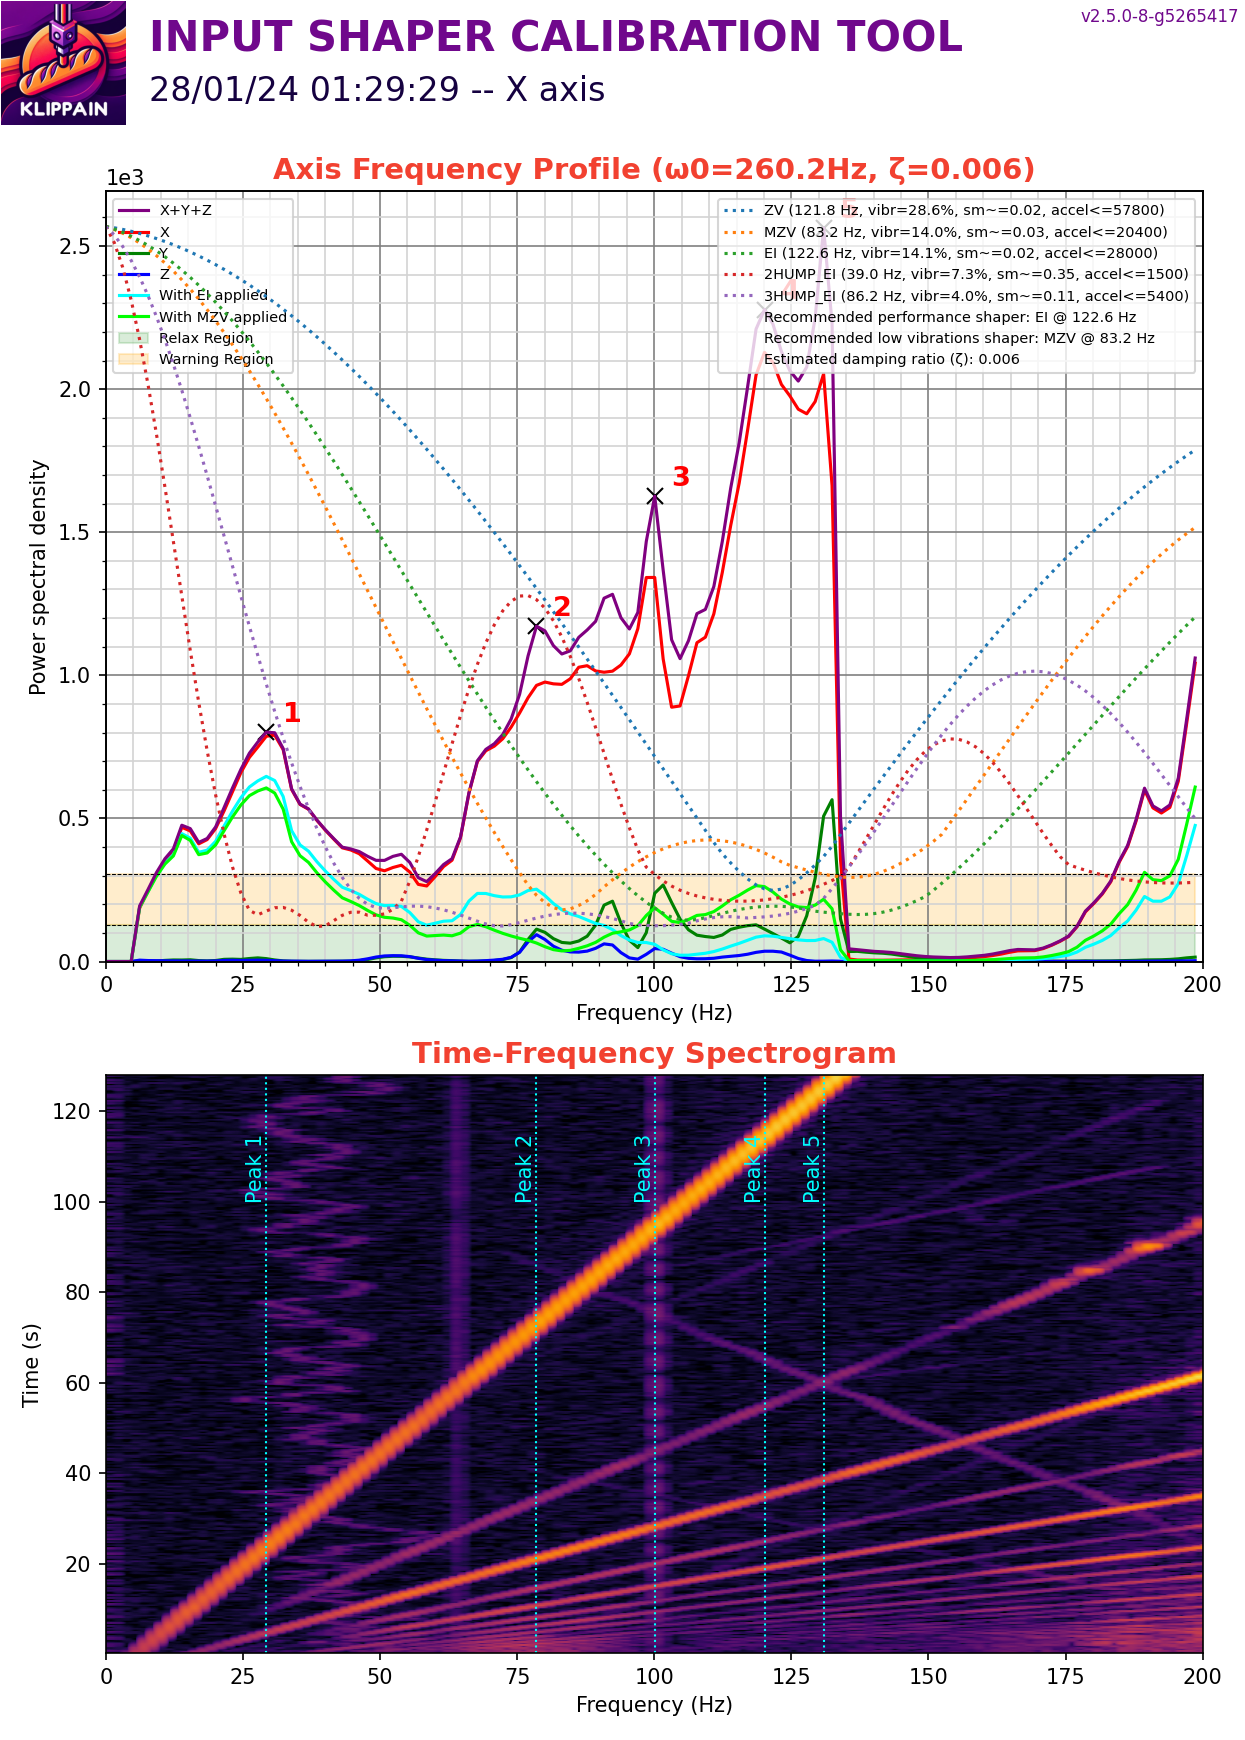 v2.5.0-8-g5265417
INPUT SHAPER CALIBRATION TOOL
28/01/24 01:29:29 -- X axis
KLIPPAIN
Axis Frequency Profile (ω0=260.2Hz, ζ=0.006)
1e3
X+Y+Z
X
Y
Z
With EI applied
With MZV applied
Relax Region
Warning Region
ZV (121.8 Hz, vibr=28.6%, sm~=0.02, accel<=57800)
MZV (83.2 Hz, vibr=14.0%, sm~=0.03, accel<=20400)
EI (122.6 Hz, vibr=14.1%, sm~=0.02, accel<=28000)
2HUMP_EI (39.0 Hz, vibr=7.3%, sm~=0.35, accel<=1500)
3HUMP_EI (86.2 Hz, vibr=4.0%, sm~=0.11, accel<=5400)
Recommended performance shaper: EI @ 122.6 Hz
Recommended low vibrations shaper: MZV @ 83.2 Hz
Estimated damping ratio (ζ): 0.006
5
4
3
2
1
Power spectral density
2.5
2.0
1.5
1.0
0.5
0.0
0 25 50 75 100 125 150 175 200
Frequency (Hz)
Time-Frequency Spectrogram
Time (s)
120
100
80
60
40
20
Peak 1
Peak 2
Peak 3
Peak 4
Peak 5
0 25 50 75 100 125 150 175 200
Frequency (Hz)